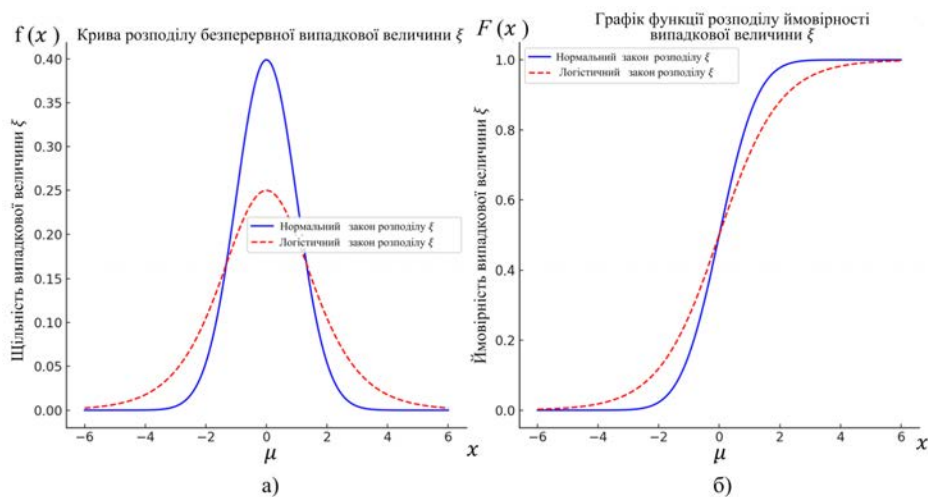 f(x)
Крива розподілу безперервної випадкової величини ξ
0.40
0.35
0.30
0.25
0.20
0.15
0.10
0.05
0.00
Щільність випадкової величини ξ
Нормальний закон розподілу ξ
Логістичний закон розподілу ξ
−6
−4
−2
0
2
4
6
x
μ
а)
F(x)
Графік функції розподілу ймовірності
випадкової величини ξ
Нормальний закон розподілу ξ
Логістичний закон розподілу ξ
1.0
0.8
0.6
0.4
0.2
0.0
Ймовірність випадкової величини ξ
−6
−4
−2
0
2
4
6
x
μ
б)